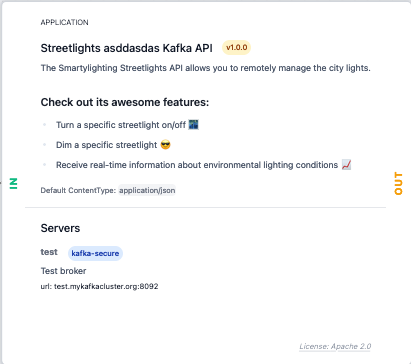 APPLICATION
Streetlights asddasdas Kafka API v1.0.0
The Smartylighting Streetlights API allows you to remotely manage the city lights.
Check out its awesome features:
Turn a specific streetlight on/off 🌃
Dim a specific streetlight 😎
Receive real-time information about environmental lighting conditions 📈
IN
OUT
Default ContentType: application/json
Servers
test kafka-secure
Test broker
url: test.mykafkacluster.org:8092
License: Apache 2.0